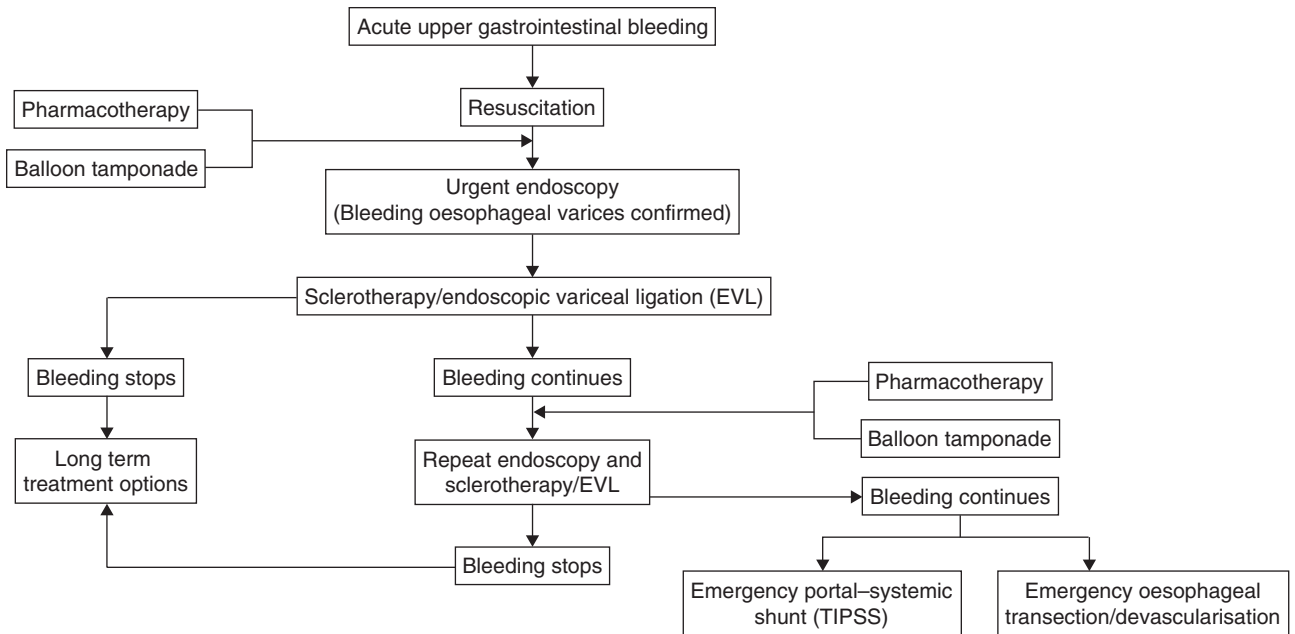 Acute upper gastrointestinal bleeding
Pharmacotherapy
Resuscitation
Balloon tamponade
Urgent endoscopy
(Bleeding oesophageal varices confirmed)
Sclerotherapy/endoscopic variceal ligation (EVL)
Bleeding stops
Bleeding continues
Pharmacotherapy
Balloon tamponade
Long term
treatment options
Repeat endoscopy and
sclerotherapy/EVL
Bleeding continues
Bleeding stops
Emergency portal–systemic
shunt (TIPSS)
Emergency oesophageal
transection/devascularisation